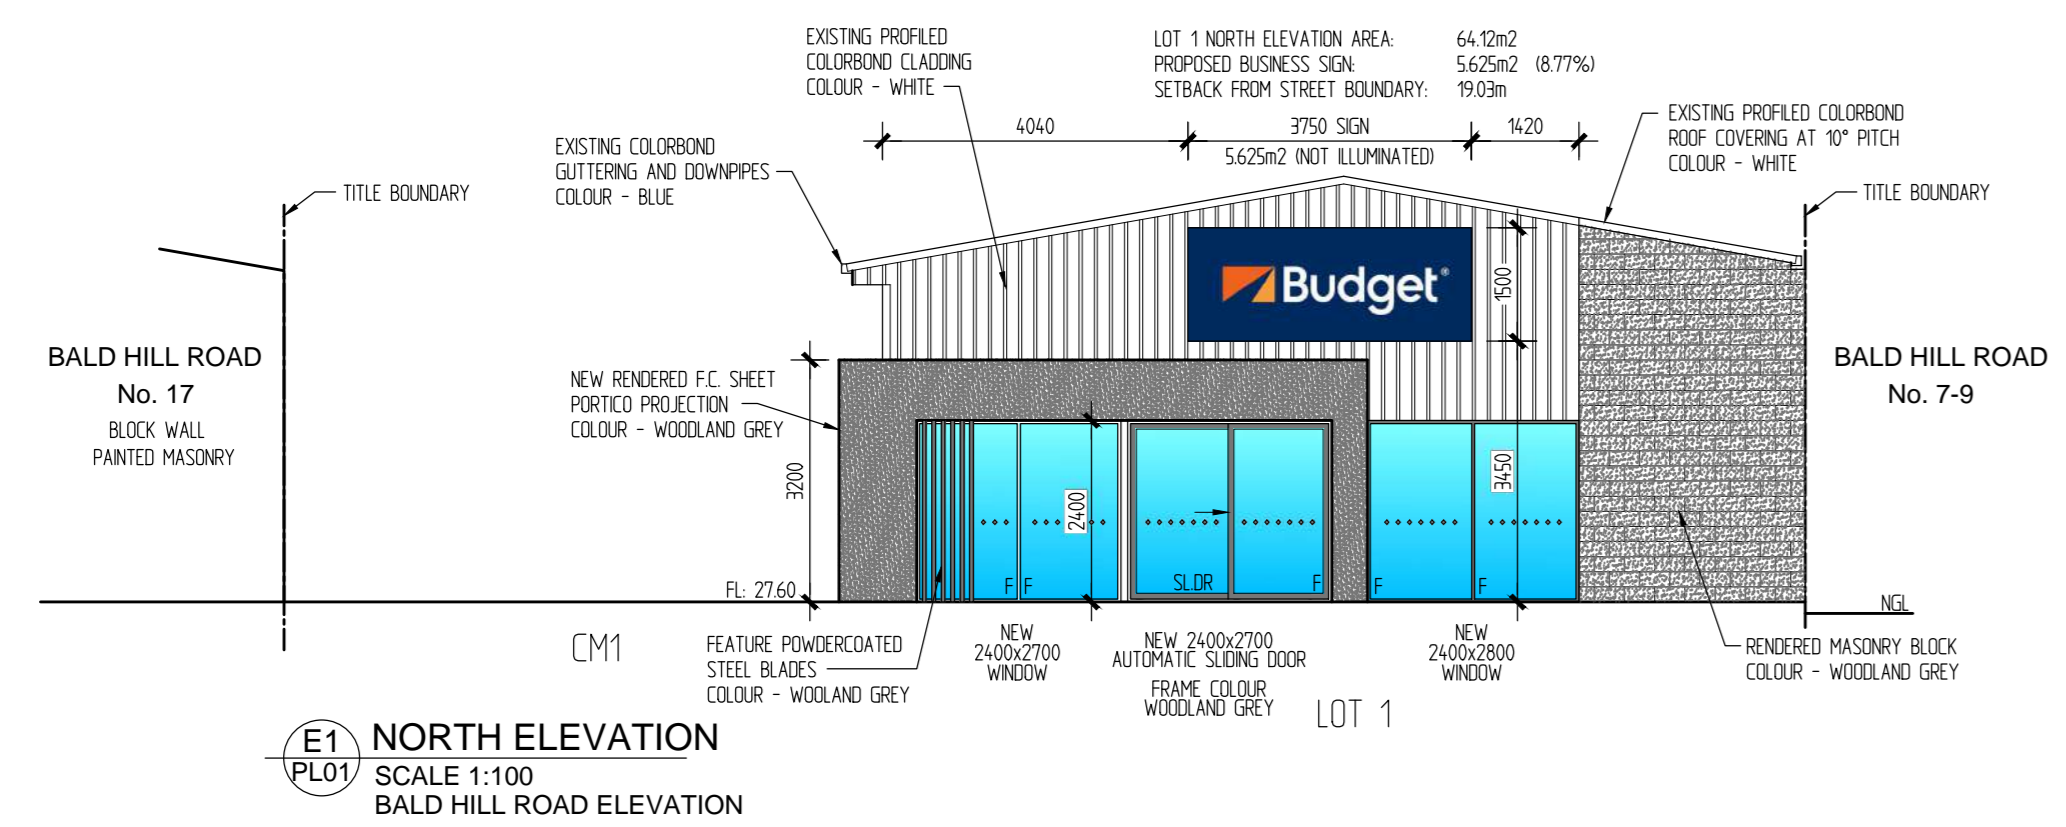 EXISTING PROFILED
COLORBOND CLADDING
COLOUR - WHITE
LOT 1 NORTH ELEVATION AREA: 64.12m2
PROPOSED BUSINESS SIGN: 5.625m2 (8.77%)
SETBACK FROM STREET BOUNDARY: 19.03m
EXISTING PROFILED COLORBOND
ROOF COVERING AT 10° PITCH
COLOUR - WHITE
4040
3750 SIGN
1420
5.625m2 (NOT ILLUMINATED)
EXISTING COLORBOND
GUTTERING AND DOWNPIPES
COLOUR - BLUE
TITLE BOUNDARY
TITLE BOUNDARY
Budget®
1500
BALD HILL ROAD
No. 17
BLOCK WALL
PAINTED MASONRY
NEW RENDERED F.C. SHEET
PORTICO PROJECTION
COLOUR - WOODLAND GREY
BALD HILL ROAD
No. 7-9
3200
2400
3450
FL: 27.60
F
F
SL.DR
F
F
F
NGL
CM1
FEATURE POWDERCOATED
STEEL BLADES
COLOUR - WOOLAND GREY
NEW
2400x2700
WINDOW
NEW 2400x2700
AUTOMATIC SLIDING DOOR
FRAME COLOUR
WOODLAND GREY
NEW
2400x2800
WINDOW
RENDERED MASONRY BLOCK
COLOUR - WOODLAND GREY
LOT 1
E1
PL01
NORTH ELEVATION
SCALE 1:100
BALD HILL ROAD ELEVATION